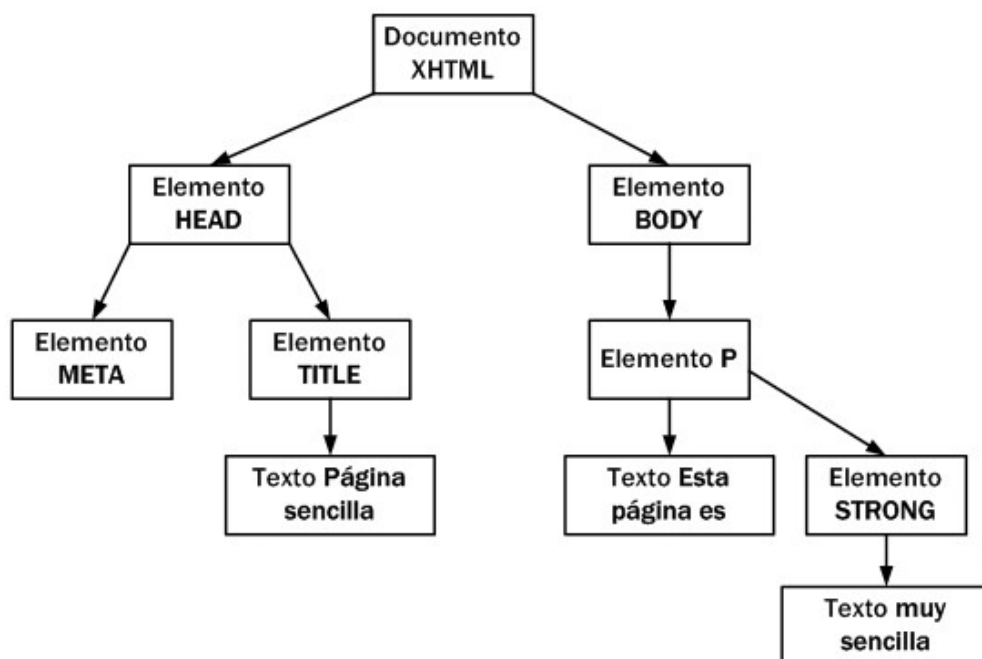 Documento
XHTML
Elemento
HEAD
Elemento
BODY
Elemento
META
Elemento
TITLE
Elemento P
Texto Página
sencilla
Texto Esta
página es
Elemento
STRONG
Texto muy
sencilla